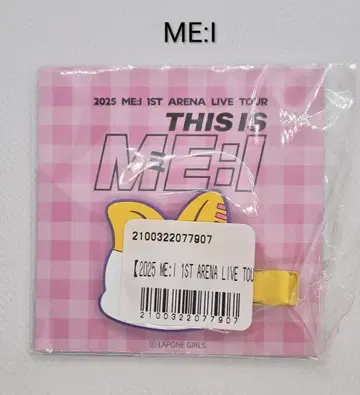 ME:I
2025 ME:I 1ST ARENA LIVE TOUR
THIS IS
ME:I
2100322077907
【2025 ME:I 1ST ARENA LIVE TOU
2100322077907
© LAPONE GIRLS